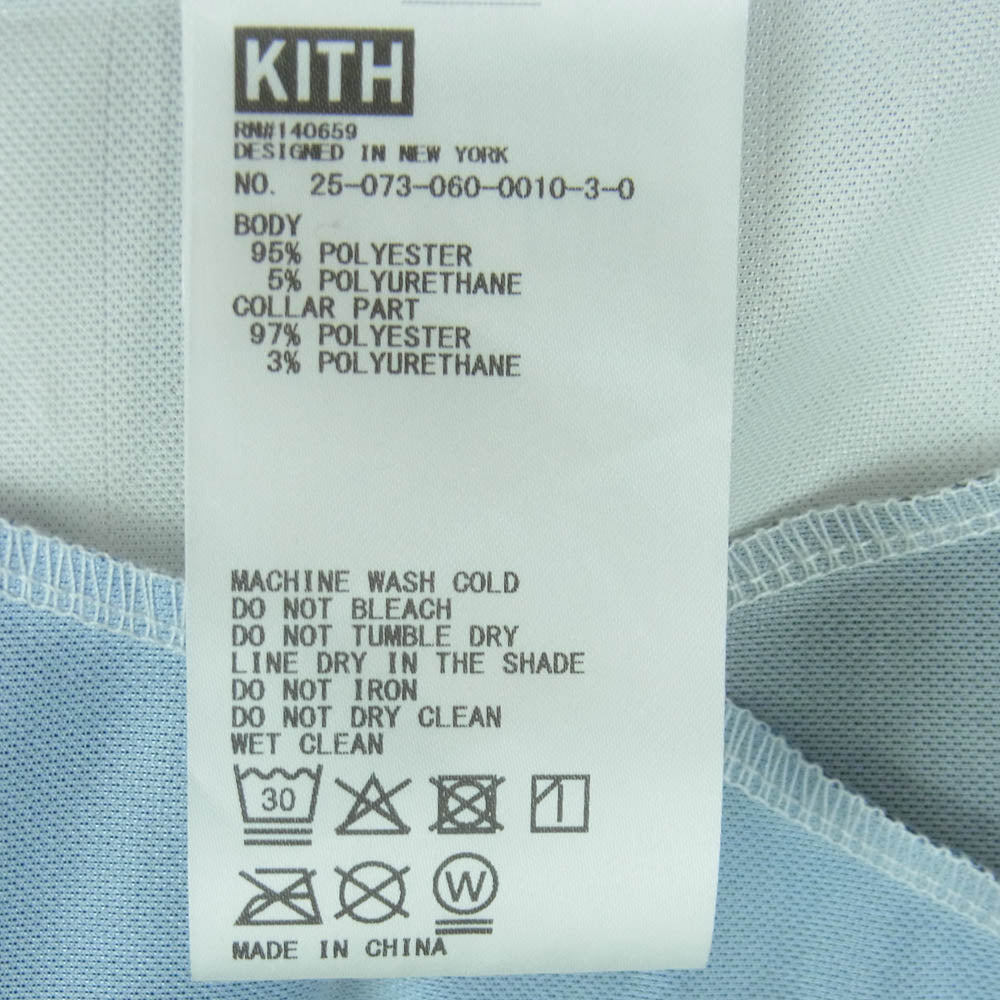 KITH
RN#140659
DESIGNED IN NEW YORK
NO. 25-073-060-0010-3-0
BODY
95% POLYESTER
5% POLYURETHANE
COLLAR PART
97% POLYESTER
3% POLYURETHANE
MACHINE WASH COLD
DO NOT BLEACH
DO NOT TUMBLE DRY
LINE DRY IN THE SHADE
DO NOT IRON
DO NOT DRY CLEAN
WET CLEAN
30
W
MADE IN CHINA